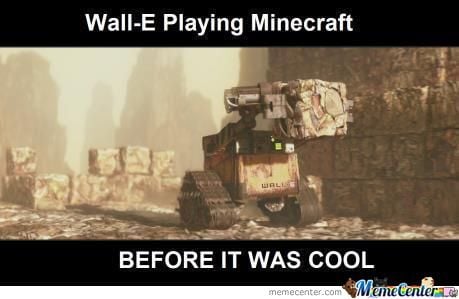 Wall-E Playing Minecraft
WALL
BEFORE IT WAS COOL
memecenter.com MemeCenter